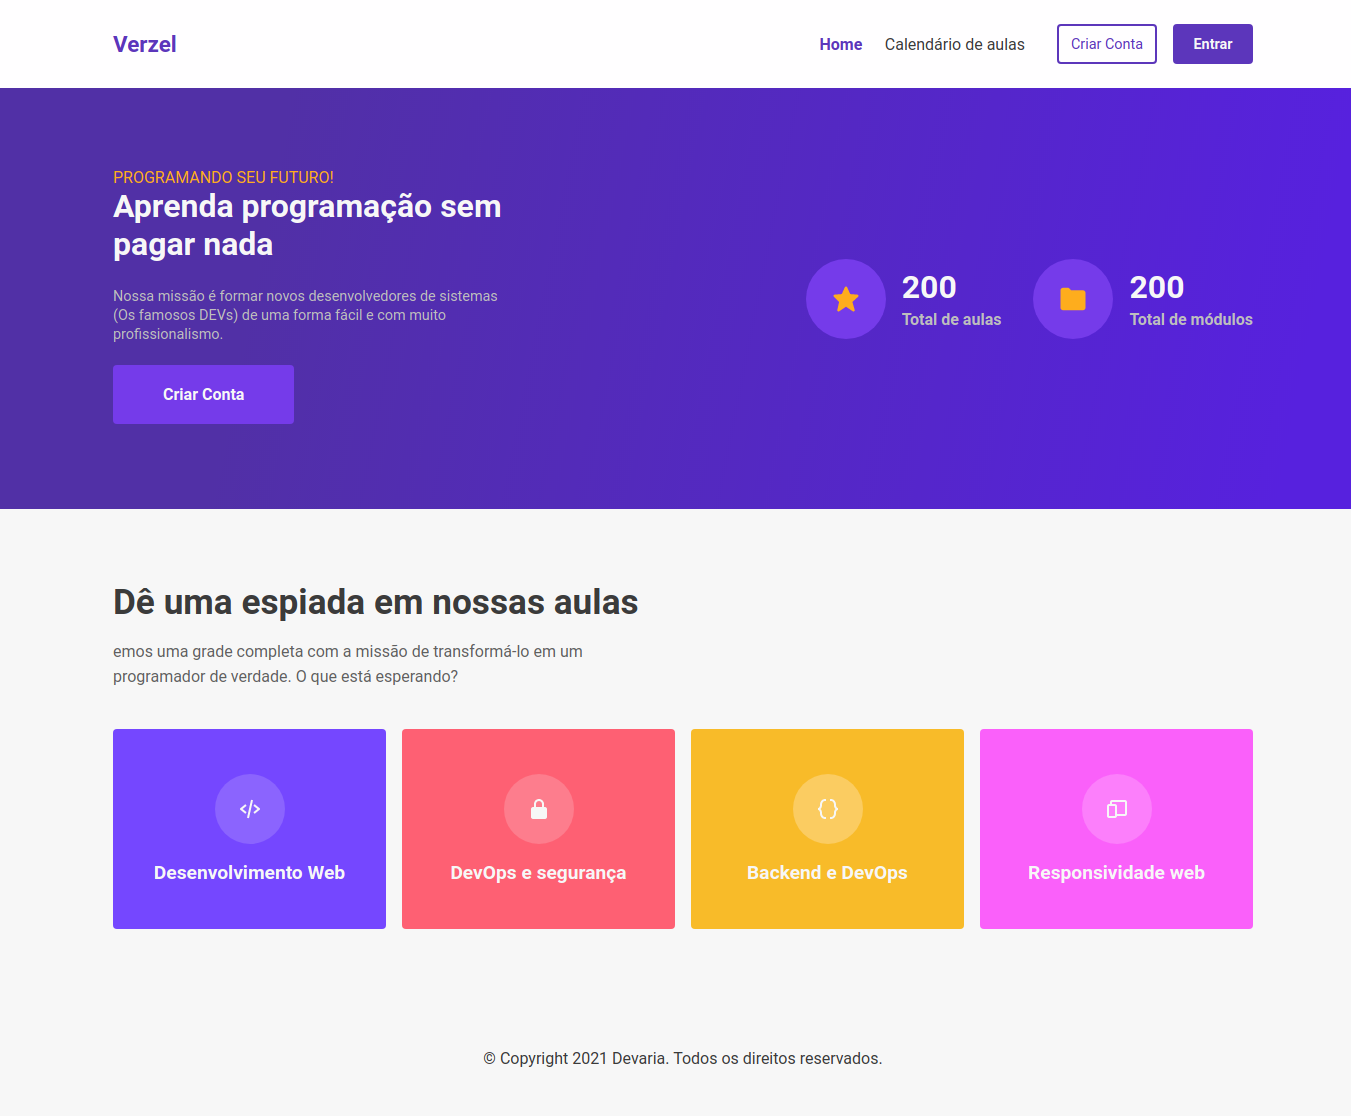 Verzel
Home
Calendário de aulas
Criar Conta
Entrar
PROGRAMANDO SEU FUTURO!
Aprenda programação sem
pagar nada
Nossa missão é formar novos desenvolvedores de sistemas
(Os famosos DEVs) de uma forma fácil e com muito
profissionalismo.
Criar Conta
200
Total de aulas
200
Total de módulos
Dê uma espiada em nossas aulas
emos uma grade completa com a missão de transformá-lo em um
programador de verdade. O que está esperando?
Desenvolvimento Web
DevOps e segurança
Backend e DevOps
Responsividade web
© Copyright 2021 Devaria. Todos os direitos reservados.